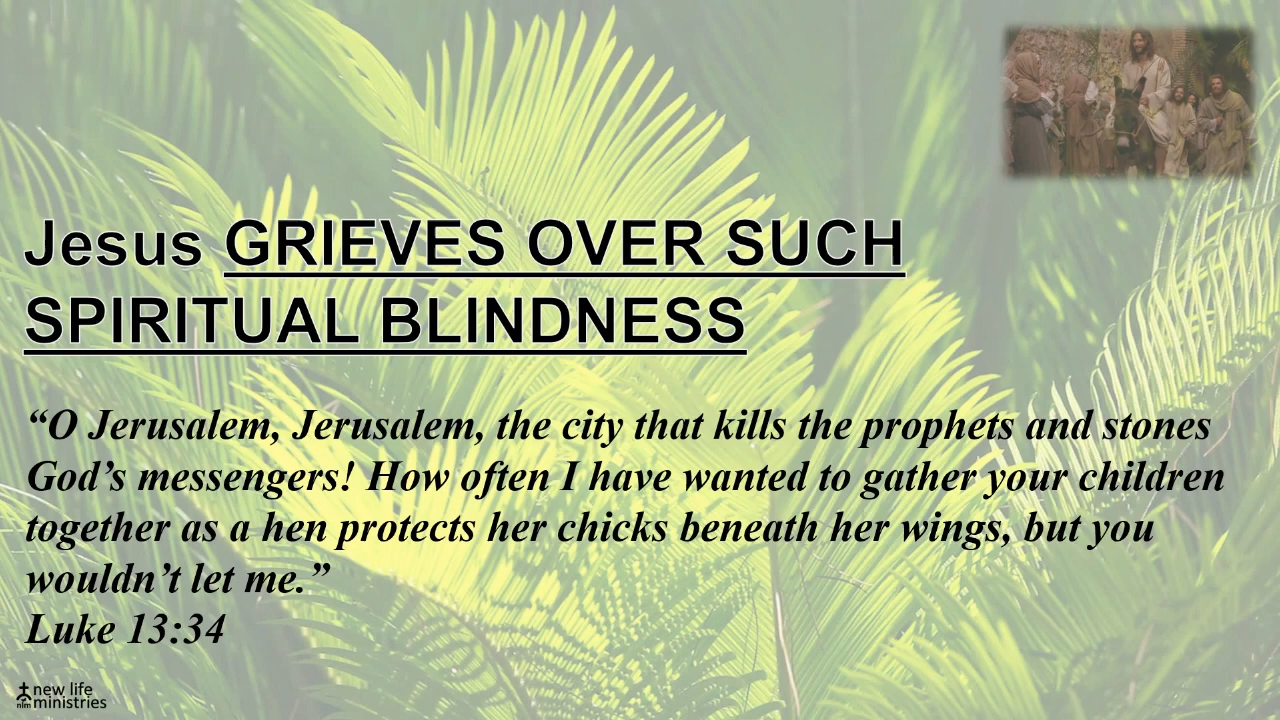 Jesus GRIEVES OVER SUCH
SPIRITUAL BLINDNESS
“O Jerusalem, Jerusalem, the city that kills the prophets and stones
God’s messengers! How often I have wanted to gather your children
together as a hen protects her chicks beneath her wings, but you
wouldn’t let me.”
Luke 13:34
new life
nlm ministries